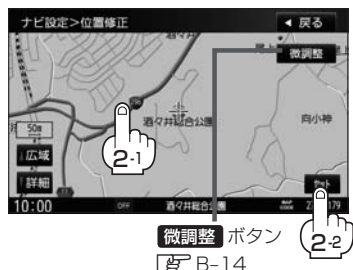 ナビ設定>位置修正
◀ 戻る
微調整
酒々井総合公園
向小神
50m
広域
詳細
セット
10:00
OFF
MAP CODE
2-1
2-2
微調整 ボタン
B-14